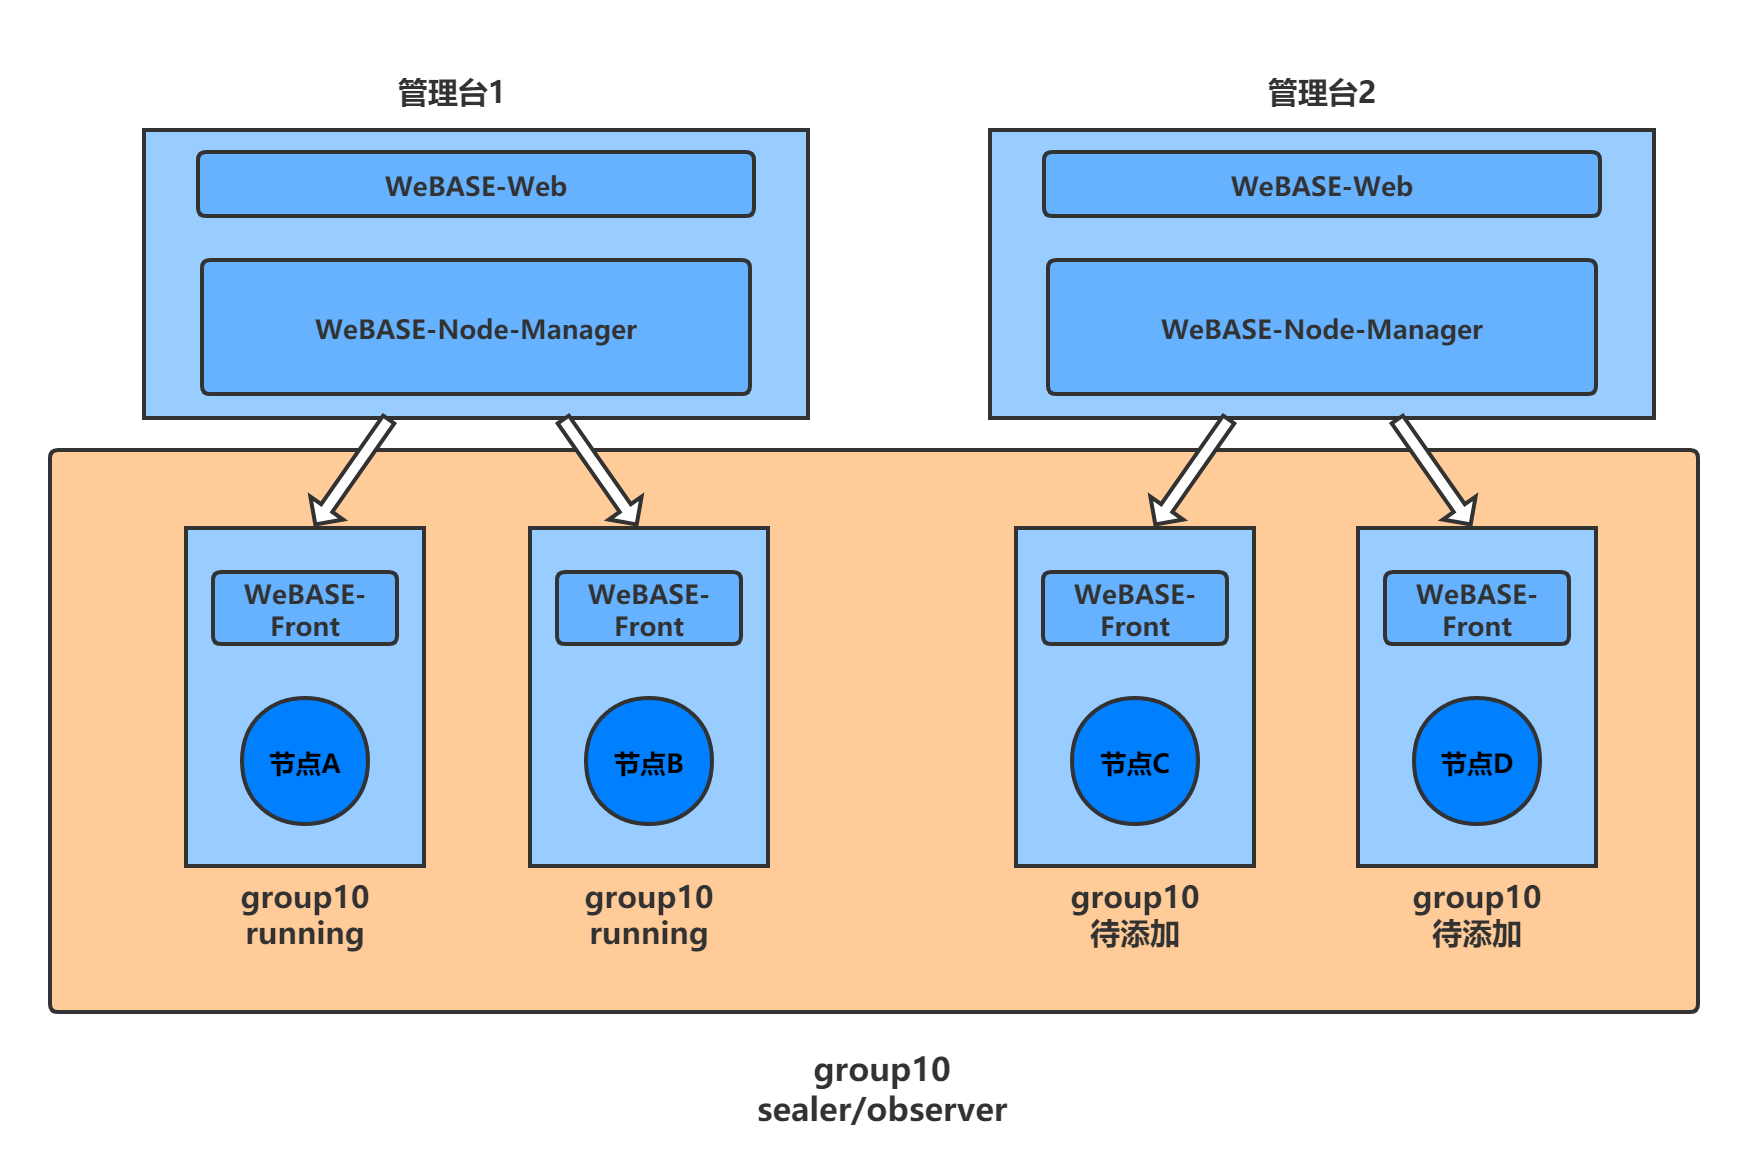 管理台1
管理台2
WeBASE-Web
WeBASE-Web
WeBASE-Node-Manager
WeBASE-Node-Manager
WeBASE-
Front
WeBASE-
Front
WeBASE-
Front
WeBASE-
Front
节点A
节点B
节点C
节点D
group10
running
group10
running
group10
待添加
group10
待添加
group10
sealer/observer